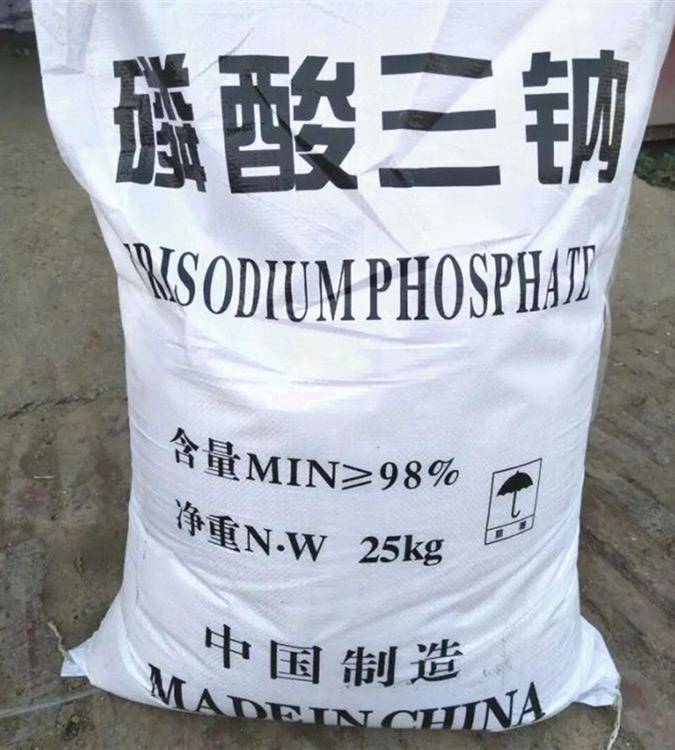 磷酸三钠
TRISODIUM PHOSPHATE
含量MIN≥98%
净重N·W 25kg
中国制造
MADE IN CHINA